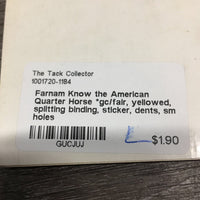 The Tack Collector
1001720-1184
Farnam Know the American
Quarter Horse *gc/fair, yellowed,
splitting binding, sticker, dents, sm
holes
$1.90
GUCJUJ